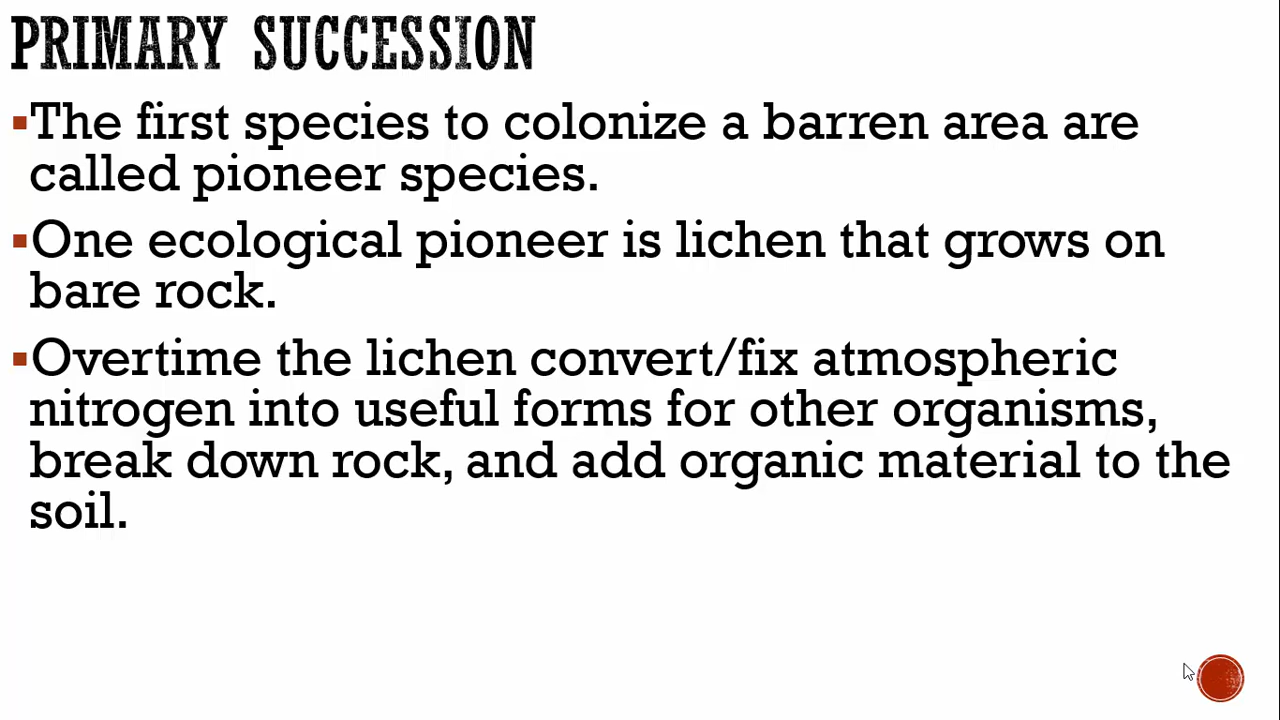 PRIMARY SUCCESSION
▪The first species to colonize a barren area are
called pioneer species.
▪One ecological pioneer is lichen that grows on
bare rock.
▪Overtime the lichen convert/fix atmospheric
nitrogen into useful forms for other organisms,
break down rock, and add organic material to the
soil.